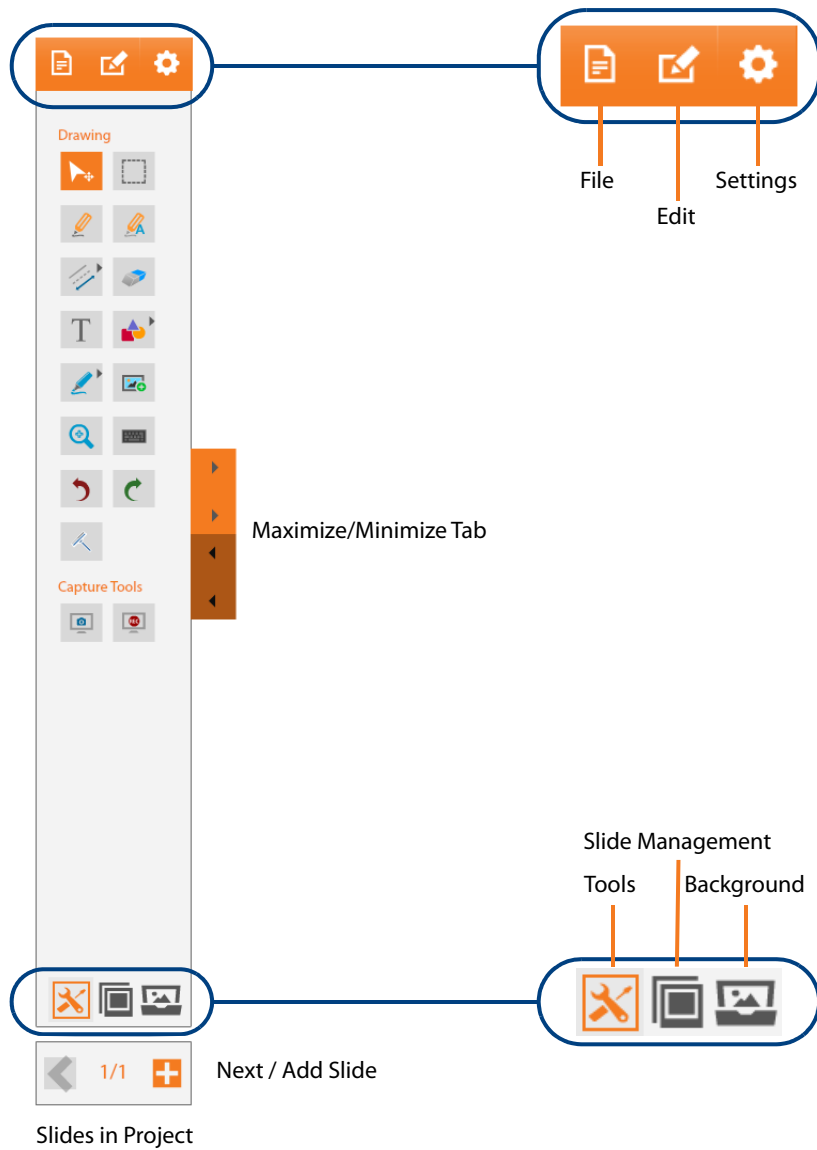 File
Settings
Edit
Drawing
A
T
Maximize/Minimize Tab
Capture Tools
REC
Slide Management
Tools
Background
1/1
Next / Add Slide
Slides in Project